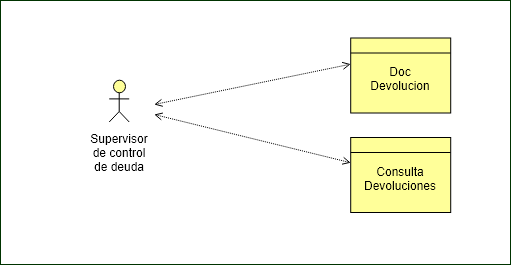 Doc
Devolucion
Supervisor
de control
de deuda
Consulta
Devoluciones